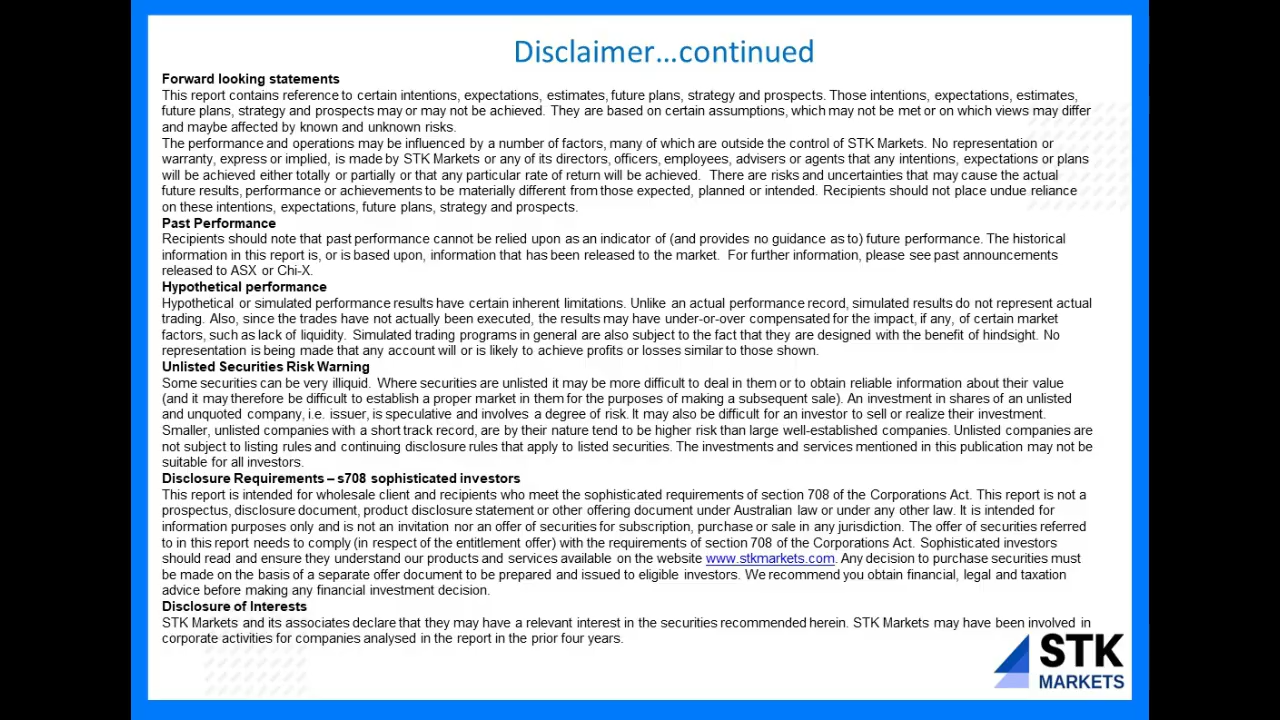 Disclaimer...continued
Forward looking statements
This report contains reference to certain intentions, expectations, estimates, future plans, strategy and prospects. Those intentions, expectations, estimates,
future plans, strategy and prospects may or may not be achieved. They are based on certain assumptions, which may not be met or on which views may differ
and maybe affected by known and unknown risks.
The performance and operations may be influenced by a number of factors, many of which are outside the control of STK Markets. No representation or
warranty, express or implied, is made by STK Markets or any of its directors, officers, employees, advisers or agents that any intentions, expectations or plans
will be achieved either totally or partially or that any particular rate of return will be achieved. There are risks and uncertainties that may cause the actual
future results, performance or achievements to be materially different from those expected, planned or intended. Recipients should not place undue reliance
on these intentions, expectations, future plans, strategy and prospects.
Past Performance
Recipients should note that past performance cannot be relied upon as an indicator of (and provides no guidance as to) future performance. The historical
information in this report is, or is based upon, information that has been released to the market. For further information, please see past announcements
released to ASX or Chi-X.
Hypothetical performance
Hypothetical or simulated performance results have certain inherent limitations. Unlike an actual performance record, simulated results do not represent actual
trading. Also, since the trades have not actually been executed, the results may have under-or-over compensated for the impact, if any, of certain market
factors, such as lack of liquidity. Simulated trading programs in general are also subject to the fact that they are designed with the benefit of hindsight. No
representation is being made that any account will or is likely to achieve profits or losses similar to those shown.
Unlisted Securities Risk Warning
Some securities can be very illiquid. Where securities are unlisted it may be more difficult to deal in them or to obtain reliable information about their value
(and it may therefore be difficult to establish a proper market in them for the purposes of making a subsequent sale). An investment in shares of an unlisted
and unquoted company, i.e. issuer, is speculative and involves a degree of risk. It may also be difficult for an investor to sell or realize their investment.
Smaller, unlisted companies with a short track record, are by their nature tend to be higher risk than large well-established companies. Unlisted companies are
not subject to listing rules and continuing disclosure rules that apply to listed securities. The investments and services mentioned in this publication may not be
suitable for all investors.
Disclosure Requirements – s708 sophisticated investors
This report is intended for wholesale client and recipients who meet the sophisticated requirements of section 708 of the Corporations Act. This report is not a
prospectus, disclosure document, product disclosure statement or other offering document under Australian law or under any other law. It is intended for
information purposes only and is not an invitation nor an offer of securities for subscription, purchase or sale in any jurisdiction. The offer of securities referred
to in this report needs to comply (in respect of the entitlement offer) with the requirements of section 708 of the Corporations Act. Sophisticated investors
should read and ensure they understand our products and services available on the website www.stkmarkets.com. Any decision to purchase securities must
be made on the basis of a separate offer document to be prepared and issued to eligible investors. We recommend you obtain financial, legal and taxation
advice before making any financial investment decision.
Disclosure of Interests
STK Markets and its associates declare that they may have a relevant interest in the securities recommended herein. STK Markets may have been involved in
corporate activities for companies analysed in the report in the prior four years.
STK
MARKETS